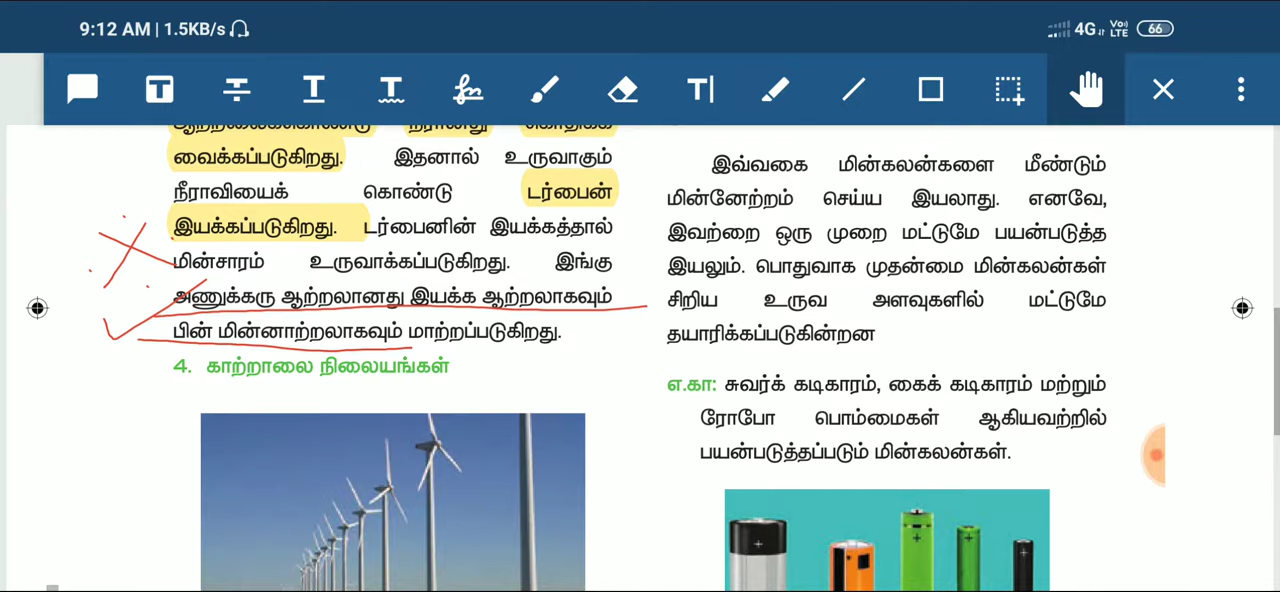 9:12 AM | 1.5KB/s
4G
Vo)
LTE
66
வைக்கப்படுகிறது. இதனால் உருவாகும்
நீராவியைக் கொண்டு டர்பைன்
இயக்கப்படுகிறது. டர்பைனின் இயக்கத்தால்
மின்சாரம் உருவாக்கப்படுகிறது. இங்கு
அணுக்கரு ஆற்றலானது இயக்க ஆற்றலாகவும்
பின் மின்னாற்றலாகவும் மாற்றப்படுகிறது.
4. காற்றாலை நிலையங்கள்
இவ்வகை மின்கலன்களை மீண்டும்
மின்னேற்றம் செய்ய இயலாது. எனவே,
இவற்றை ஒரு முறை மட்டுமே பயன்படுத்த
இயலும். பொதுவாக முதன்மை மின்கலன்கள்
சிறிய உருவ அளவுகளில் மட்டுமே
தயாரிக்கப்படுகின்றன
எ.கா: சுவர்க் கடிகாரம், கைக் கடிகாரம் மற்றும்
ரோபோ பொம்மைகள் ஆகியவற்றில்
பயன்படுத்தப்படும் மின்கலன்கள்.